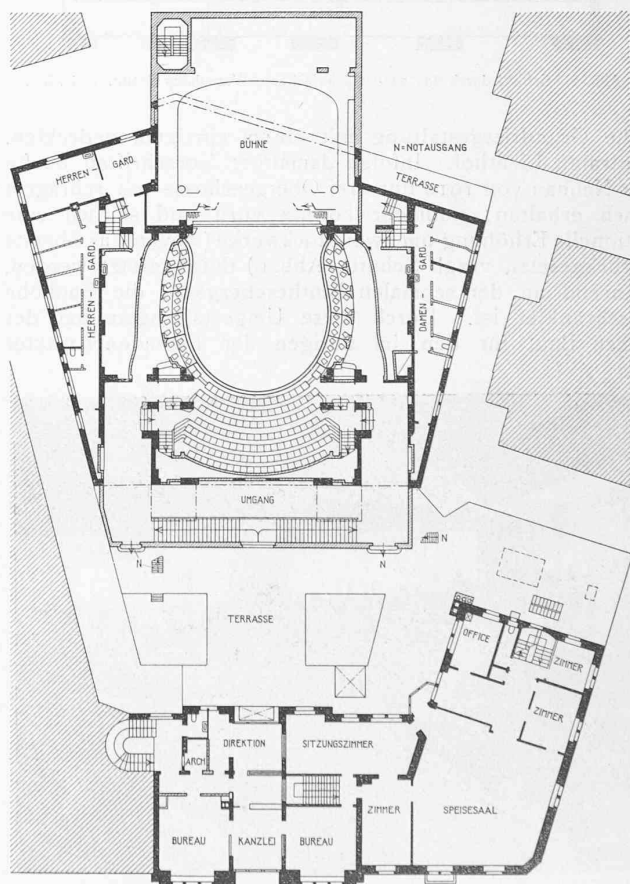 BÜHNE
N=NOTAUSGANG
TERRASSE
HERREN - GARD.
HERREN - GARD.
DAMEN GARD.
UMGANG
N
N
N
TERRASSE
OFFICE
ZIMMER
ZIMMER
DIREKTION
SITZUNGSZIMMER
ARCH
BUREAU
KANZLEI
BUREAU
ZIMMER
SPEISESAAL